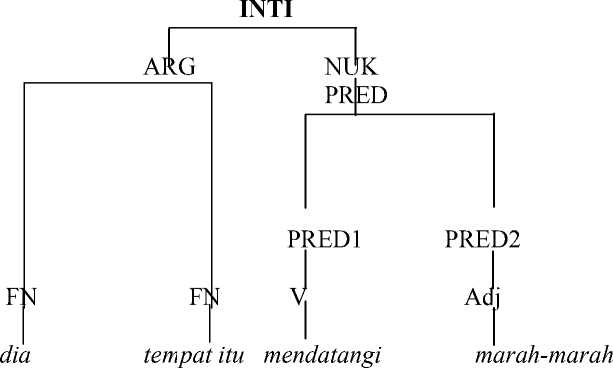 INTI
ARG NUK
PRED
PRED1 PRED2
FN FN V Adj
dia tempat itu mendatangi marah-marah